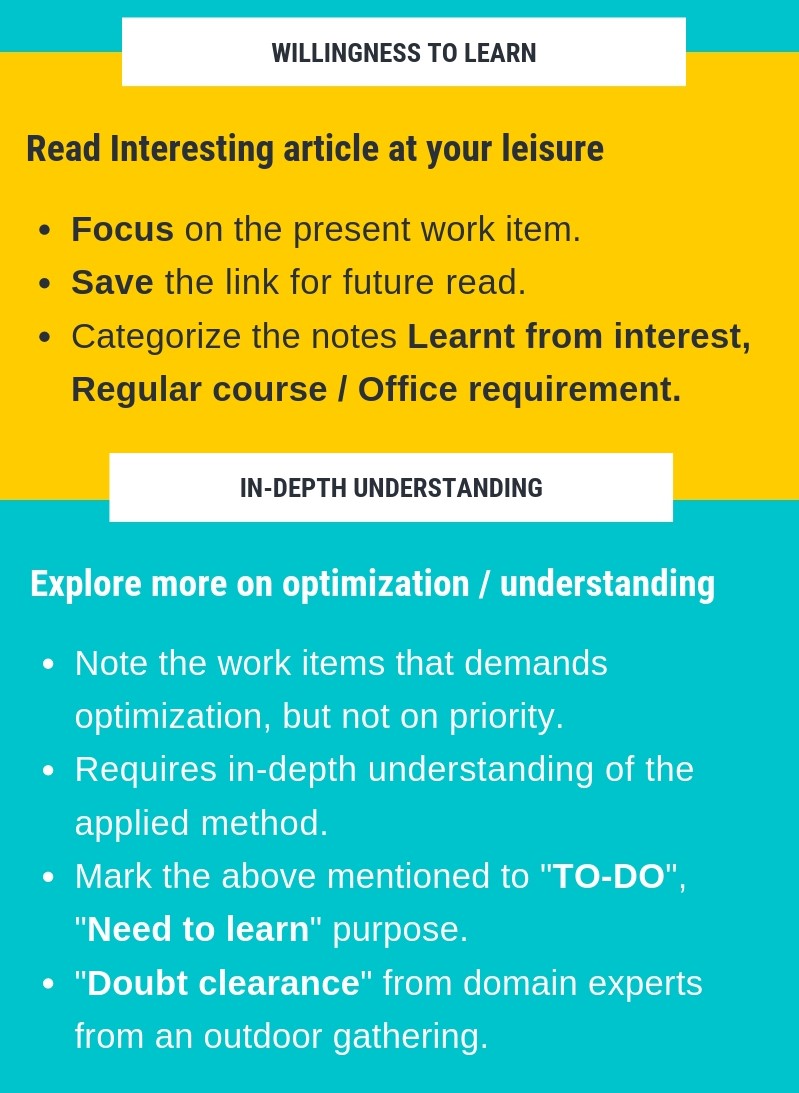 WILLINGNESS TO LEARN
Read Interesting article at your leisure
• Focus on the present work item.
• Save the link for future read.
• Categorize the notes Learnt from interest,
Regular course / Office requirement.
IN-DEPTH UNDERSTANDING
Explore more on optimization / understanding
• Note the work items that demands
optimization, but not on priority.
• Requires in-depth understanding of the
applied method.
• Mark the above mentioned to "TO-DO",
"Need to learn" purpose.
• "Doubt clearance" from domain experts
from an outdoor gathering.